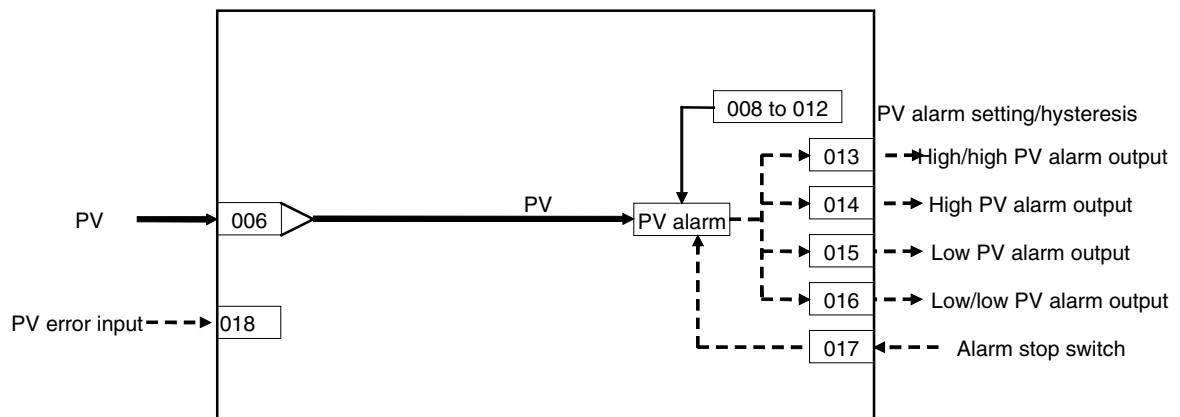 008 to 012
PV alarm setting/hysteresis
013
High/high PV alarm output
PV
006
PV
PV alarm
014
High PV alarm output
015
Low PV alarm output
016
Low/low PV alarm output
PV error input
018
017
Alarm stop switch